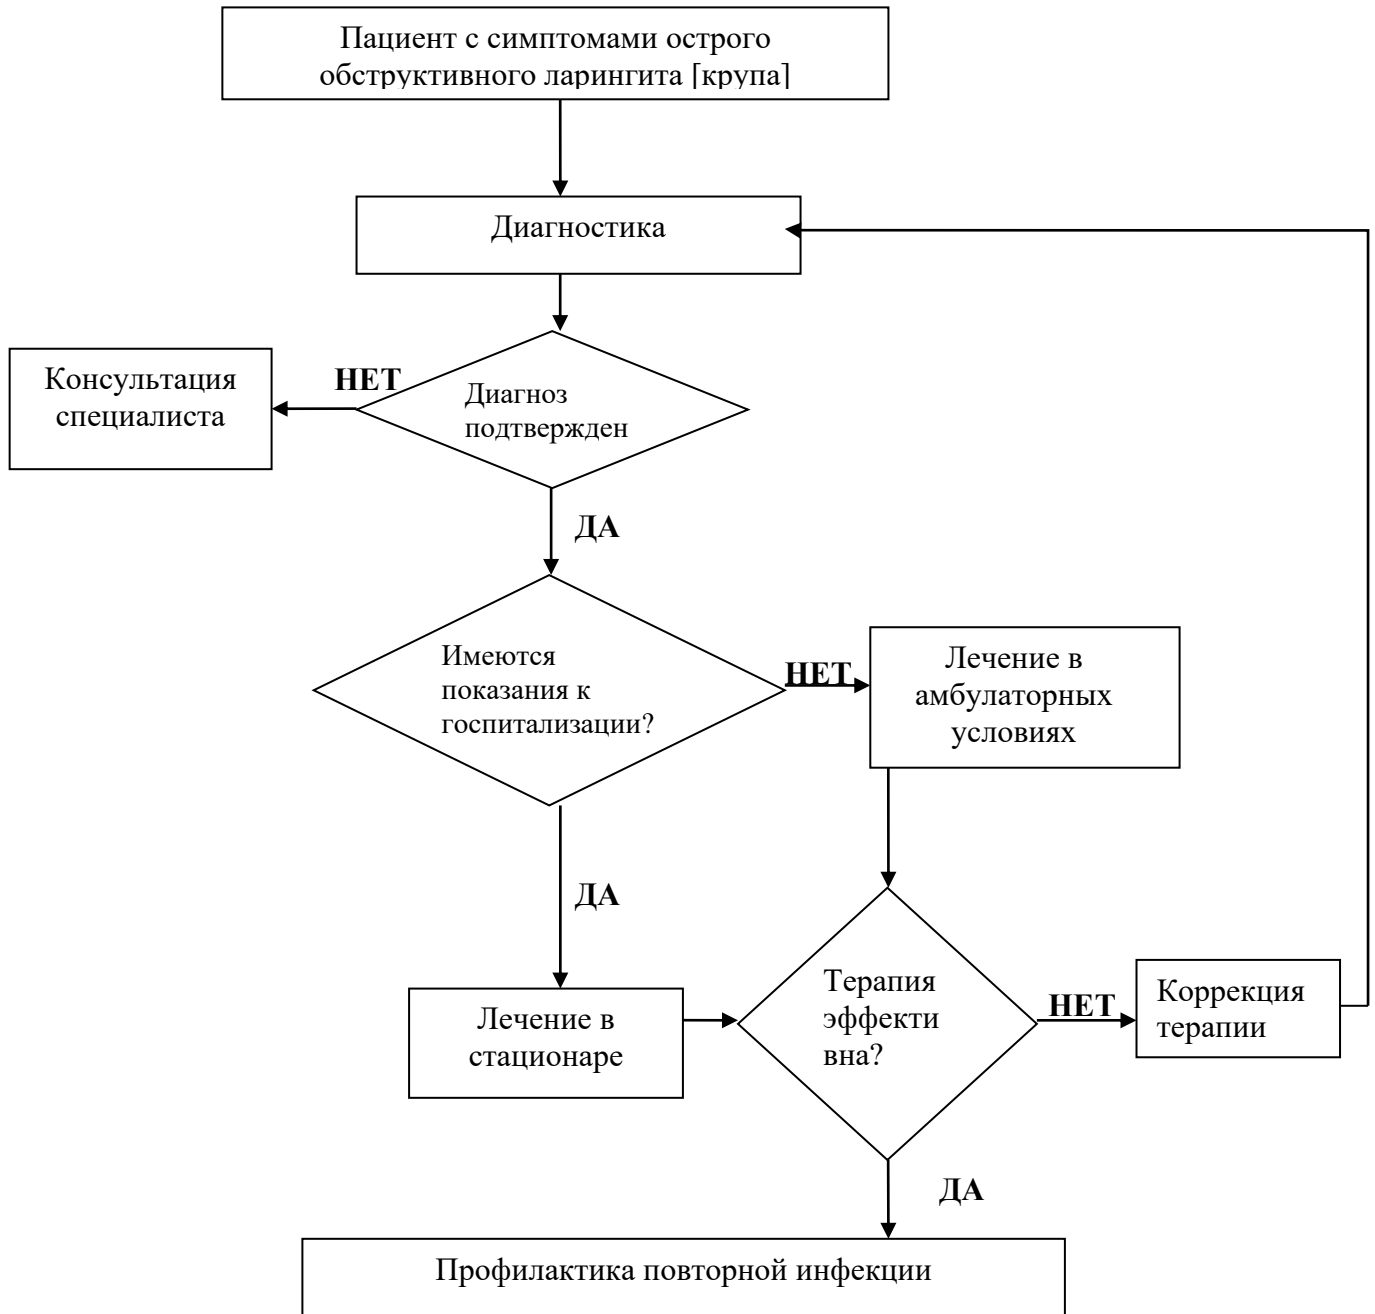 Пациент с симптомами острого
обструктивного ларингита [крупа]
Диагностика
Консультация
специалиста
НЕТ
Диагноз
подтвержден
ДА
Имеются
показания к
госпитализации?
НЕТ
Лечение в
амбулаторных
условиях
ДА
Лечение в
стационаре
Терапия
эффекти
вна?
НЕТ
Коррекция
терапии
ДА
Профилактика повторной инфекции